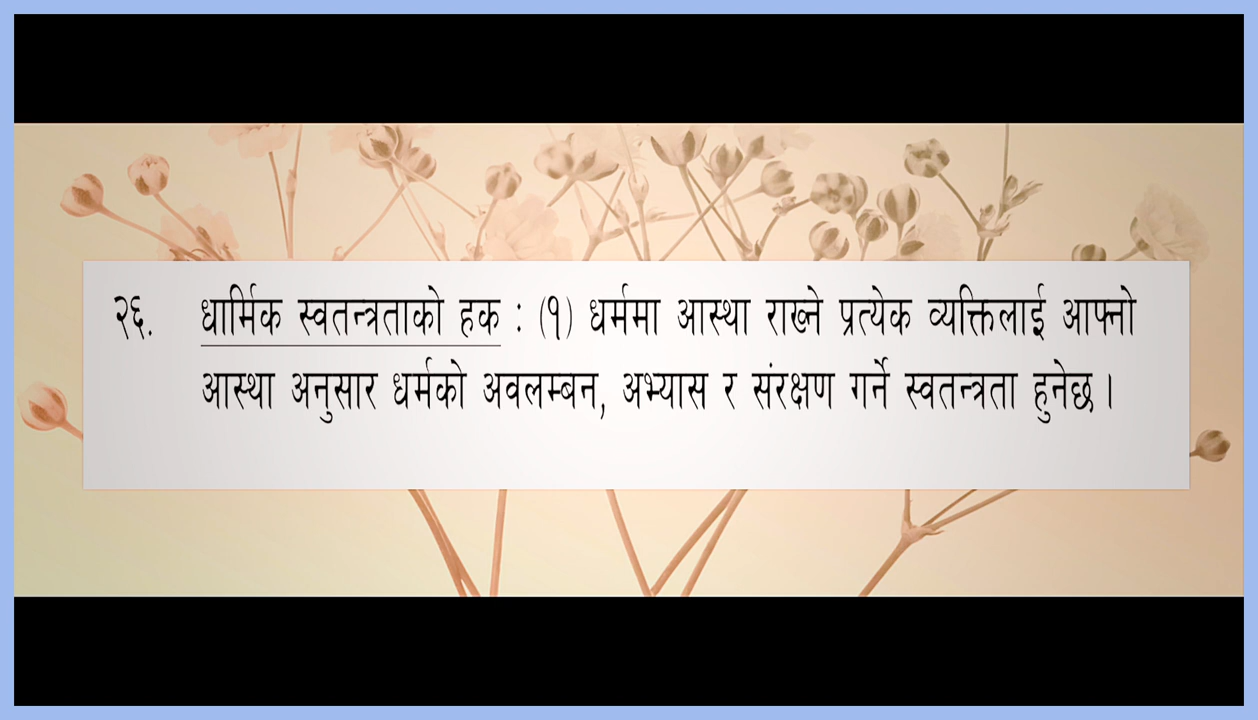 २६. धार्मिक स्वतन्त्रताको हक : (१) धर्ममा आस्था राख्ने प्रत्येक व्यक्तिलाई आफ्नो
आस्था अनुसार धर्मको अवलम्बन, अभ्यास र संरक्षण गर्ने स्वतन्त्रता हुनेछ ।